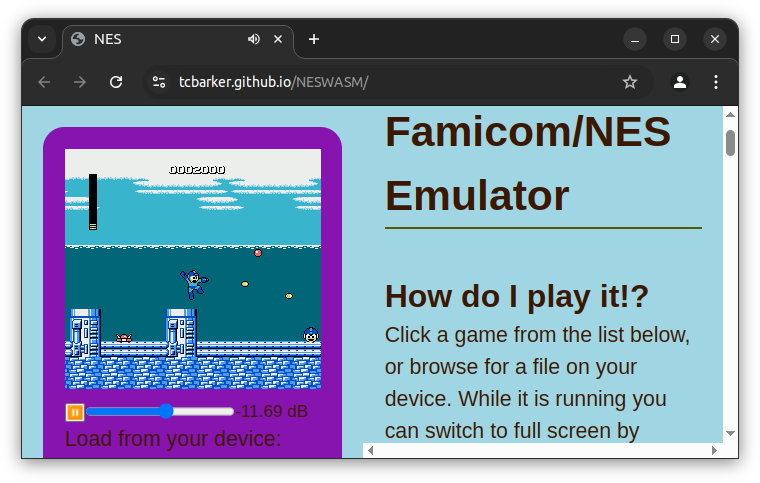 NES
tcbarker.github.io/NESWASM/
0002000
-11.69 dB
Load from your device:
Famicom/NES
Emulator
How do I play it!?
Click a game from the list below,
or browse for a file on your
device. While it is running you
can switch to full screen by